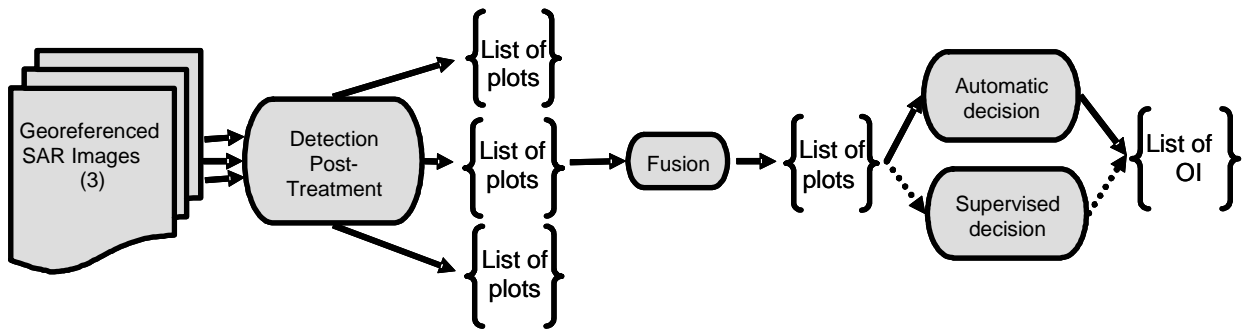 Georeferenced
SAR Images
(3)
Detection
Post-
Treatment
{List of
plots}
{List of
plots}
{List of
plots}
Fusion
{List of
plots}
Automatic
decision
Supervised
decision
{List of
OI}